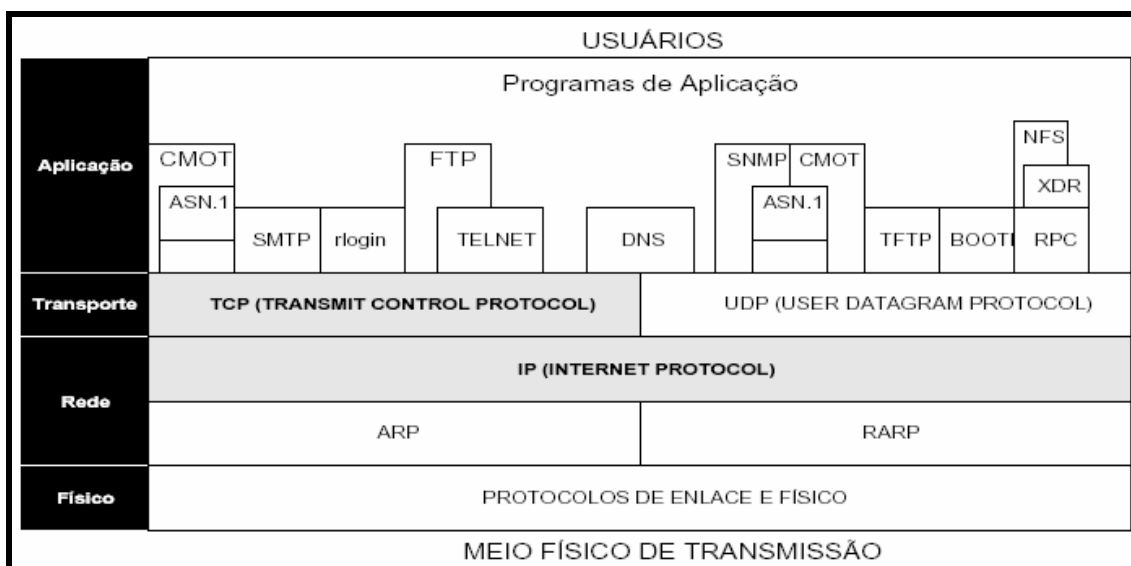 USUÁRIOS
Programas de Aplicação
Aplicação
NFS
CMOT
FTP
SNMP
CMOT
XDR
ASN.1
ASN.1
SMTP
rlogin
TELNET
DNS
TFTP
BOOTI
RPC
Transporte
TCP (TRANSMIT CONTROL PROTOCOL)
UDP (USER DATAGRAM PROTOCOL)
Rede
IP (INTERNET PROTOCOL)
ARP
RARP
Físico
PROTOCOLOS DE ENLACE E FÍSICO
MEIO FÍSICO DE TRANSMISSÃO